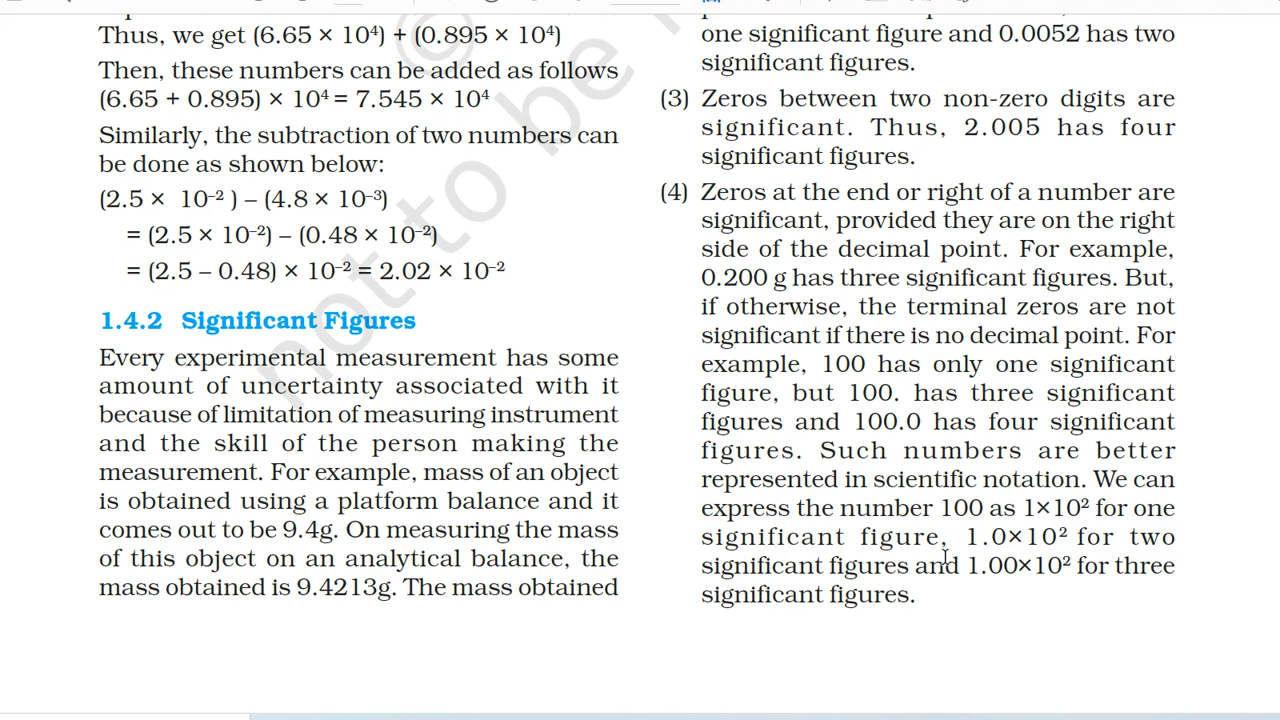 Thus, we get (6.65 × 10⁴) + (0.895 × 10⁴)
Then, these numbers can be added as follows
(6.65 + 0.895) × 10⁴ = 7.545 × 10⁴
Similarly, the subtraction of two numbers can
be done as shown below:
(2.5 × 10⁻²) – (4.8 × 10⁻³)
= (2.5 × 10⁻²) – (0.48 × 10⁻²)
= (2.5 – 0.48) × 10⁻² = 2.02 × 10⁻²
1.4.2 Significant Figures
Every experimental measurement has some
amount of uncertainty associated with it
because of limitation of measuring instrument
and the skill of the person making the
measurement. For example, mass of an object
is obtained using a platform balance and it
comes out to be 9.4g. On measuring the mass
of this object on an analytical balance, the
mass obtained is 9.4213g. The mass obtained
one significant figure and 0.0052 has two
significant figures.
(3) Zeros between two non-zero digits are
significant. Thus, 2.005 has four
significant figures.
(4) Zeros at the end or right of a number are
significant, provided they are on the right
side of the decimal point. For example,
0.200 g has three significant figures. But,
if otherwise, the terminal zeros are not
significant if there is no decimal point. For
example, 100 has only one significant
figure, but 100. has three significant
figures and 100.0 has four significant
figures. Such numbers are better
represented in scientific notation. We can
express the number 100 as 1×10² for one
significant figure, 1.0×10² for two
significant figures and 1.00×10² for three
significant figures.
© not to be